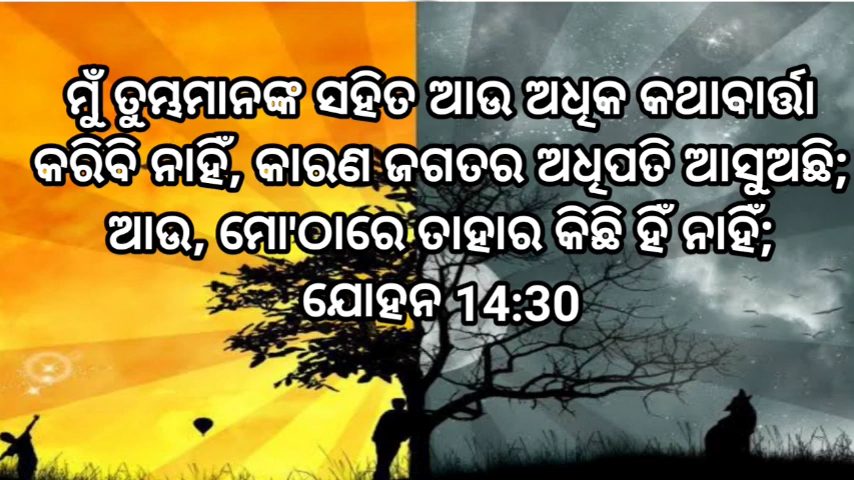 ମୁଁ ତୁମ୍ଭମାନଙ୍କ ସହିତ ଆଉ ଅଧିକ କଥାବାର୍ତ୍ତା
କରିବି ନାହିଁ, କାରଣ ଜଗତର ଅଧିପତି ଆସୁଅଛି;
ଆଉ, ମୋ'ଠାରେ ତାହାର କିଛି ହିଁ ନାହିଁ;
ଯୋହନ 14:30